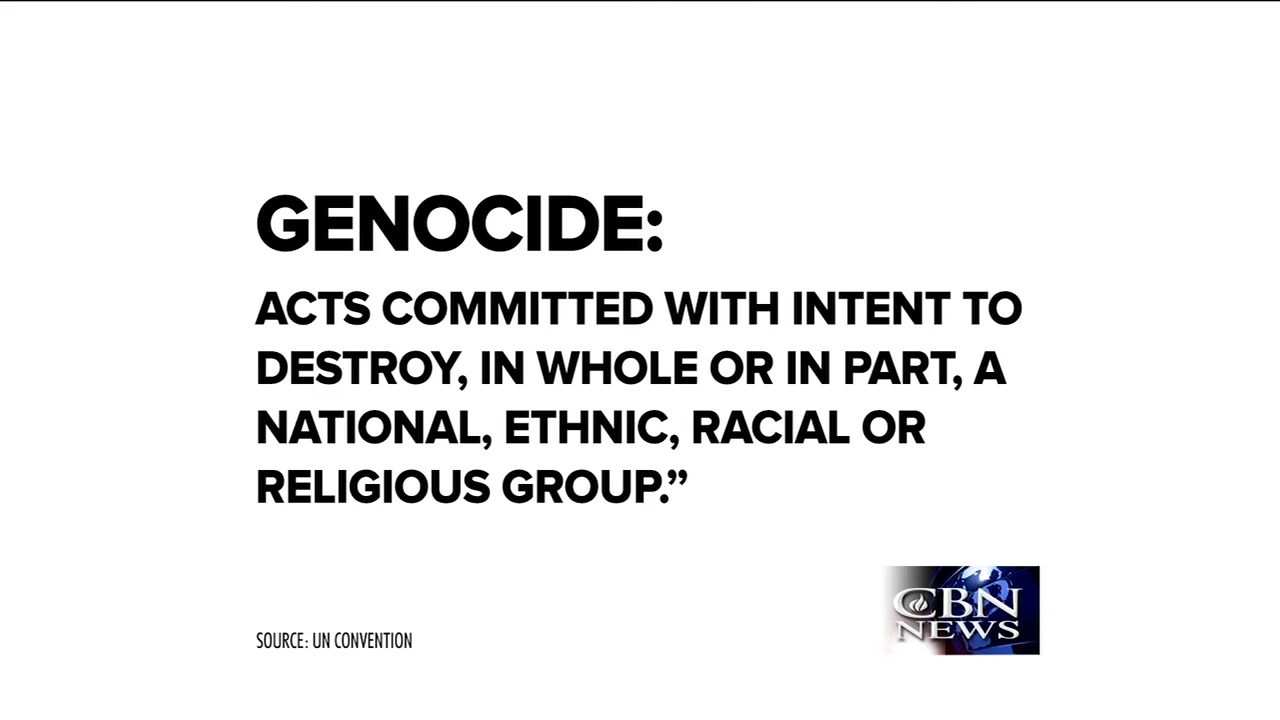 GENOCIDE:
ACTS COMMITTED WITH INTENT TO
DESTROY, IN WHOLE OR IN PART, A
NATIONAL, ETHNIC, RACIAL OR
RELIGIOUS GROUP.”
CBN
NEWS
SOURCE: UN CONVENTION